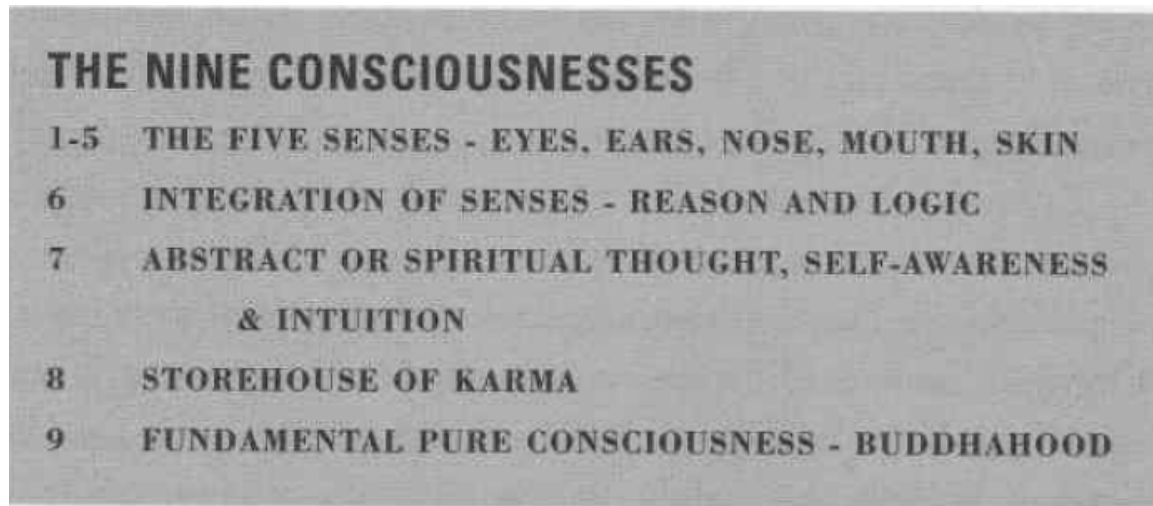 THE NINE CONSCIOUSNESSES
1-5 THE FIVE SENSES - EYES, EARS, NOSE, MOUTH, SKIN
6 INTEGRATION OF SENSES - REASON AND LOGIC
7 ABSTRACT OR SPIRITUAL THOUGHT, SELF-AWARENESS
& INTUITION
8 STOREHOUSE OF KARMA
9 FUNDAMENTAL PURE CONSCIOUSNESS - BUDDHAHOOD